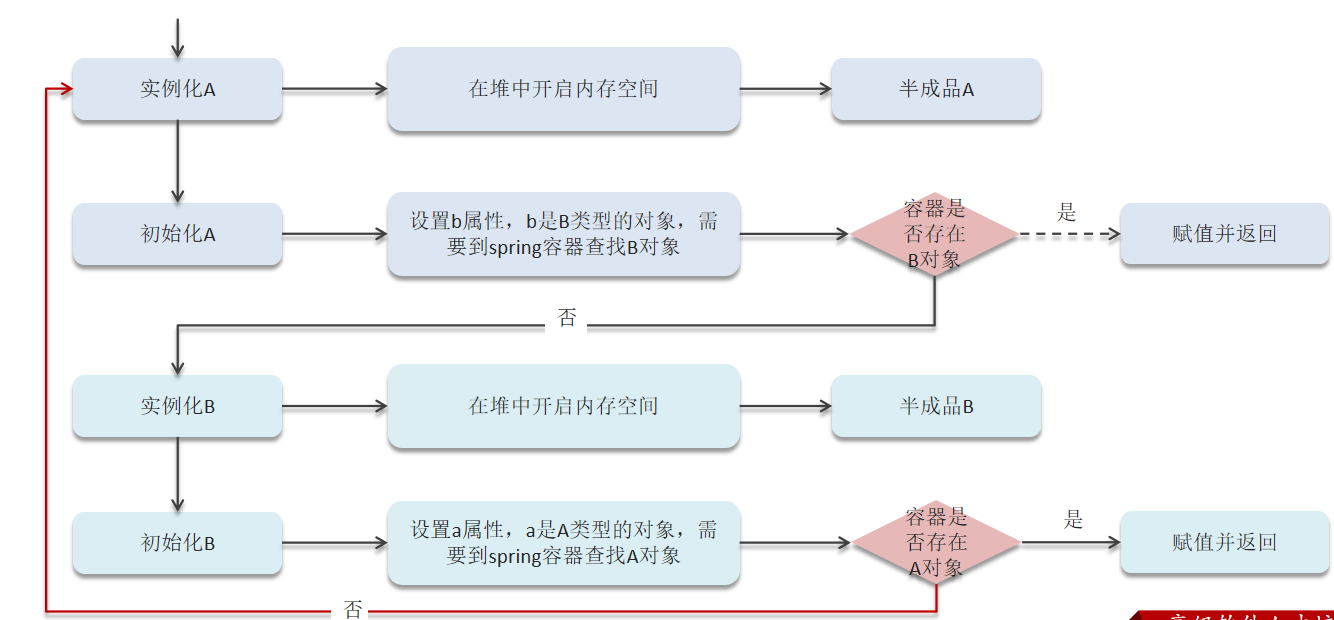 实例化A
在堆中开启内存空间
半成品A
初始化A
设置b属性，b是B类型的对象，需
要到spring容器查找B对象
容器是
否存在
B对象
是
赋值并返回
否
实例化B
在堆中开启内存空间
半成品B
初始化B
设置a属性，a是A类型的对象，需
要到spring容器查找A对象
容器是
否存在
A对象
是
赋值并返回
否